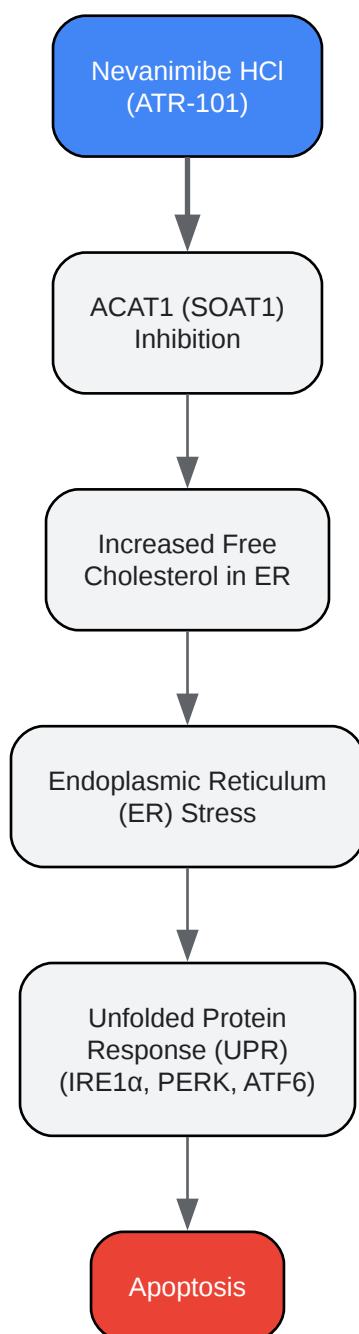 Nevanimibe HCl
(ATR-101)
ACAT1 (SOAT1)
Inhibition
Increased Free
Cholesterol in ER
Endoplasmic Reticulum
(ER) Stress
Unfolded Protein
Response (UPR)
(IRE1α, PERK, ATF6)
Apoptosis